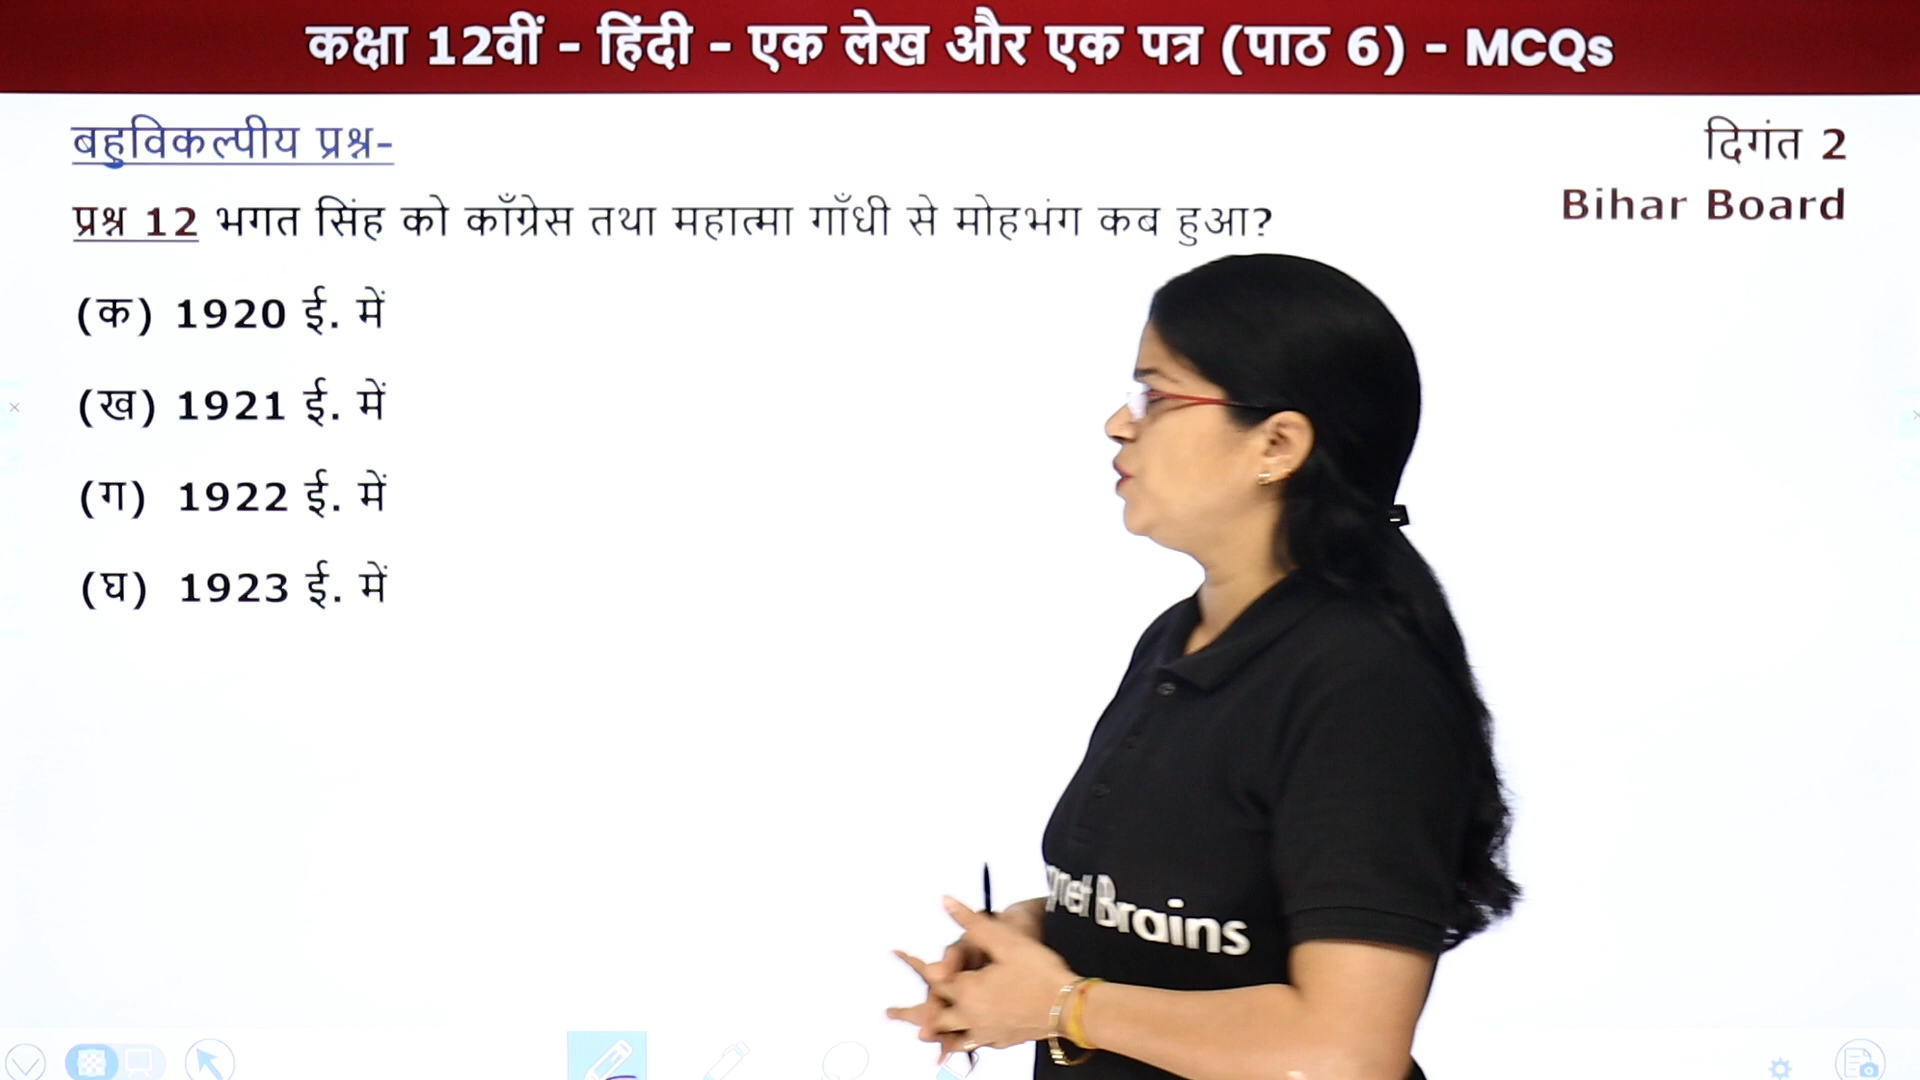 कक्षा 12वीं - हिंदी - एक लेख और एक पत्र (पाठ 6) - MCQs
बहुविकल्पीय प्रश्न-
दिगंत 2
Bihar Board
प्रश्न 12 भगत सिंह को काँग्रेस तथा महात्मा गाँधी से मोहभंग कब हुआ?
(क) 1920 ई. में
(ख) 1921 ई. में
(ग) 1922 ई. में
(घ) 1923 ई. में
Brains